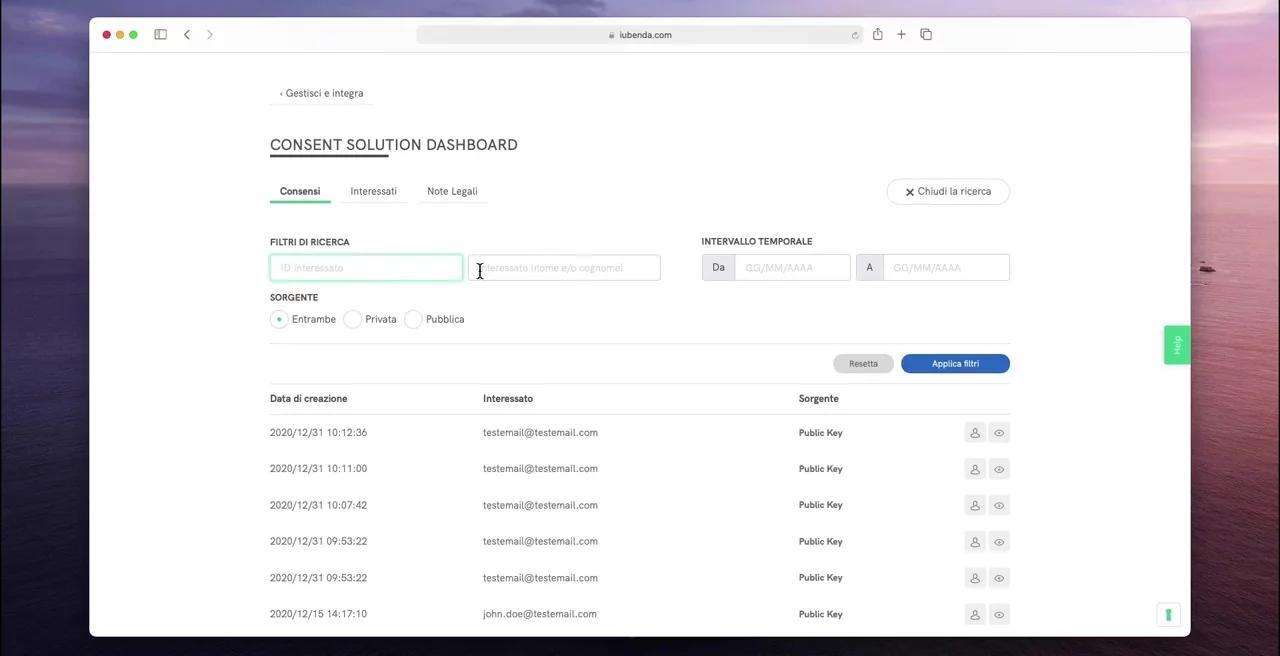 iubenda.com
‹ Gestisci e integra
CONSENT SOLUTION DASHBOARD
Consensi Interessati Note Legali Chiudi la ricerca
FILTRI DI RICERCA INTERVALLO TEMPORALE
ID interessato Interessato (nome e/o cognome) Da GG/MM/AAAA A GG/MM/AAAA
SORGENTE
Entrambe Privata Pubblica
Help
Resetta Applica filtri
Data di creazione Interessato Sorgente
2020/12/31 10:12:36 testemail@testemail.com Public Key
2020/12/31 10:11:00 testemail@testemail.com Public Key
2020/12/31 10:07:42 testemail@testemail.com Public Key
2020/12/31 09:53:22 testemail@testemail.com Public Key
2020/12/31 09:53:22 testemail@testemail.com Public Key
2020/12/15 14:17:10 john.doe@testemail.com Public Key